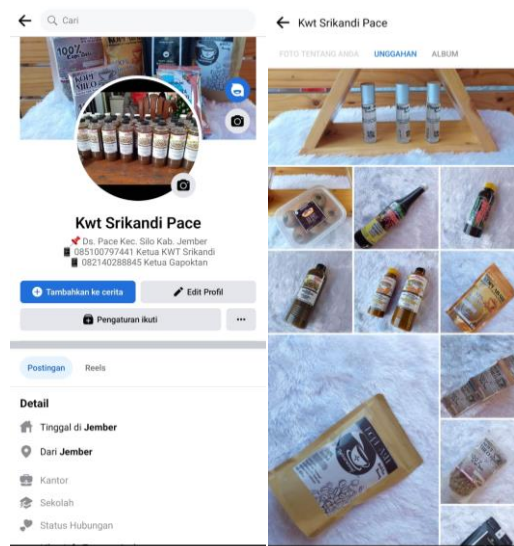 Cari
100%
KOPI
Kwt Srikandi Pace
Ds. Pace Kec. Silo Kab. Jember
085100797441 Ketua KWT Srikandi
082140288845 Ketua Gapoktan
Tambahkan ke cerita
Edit Profil
Pengaturan ikuti
Postingan
Reels
Detail
Tinggal di Jember
Dari Jember
Kantor
Sekolah
Status Hubungan
Kwt Srikandi Pace
FOTO TENTANG ANDA
UNGGAHAN
ALBUM